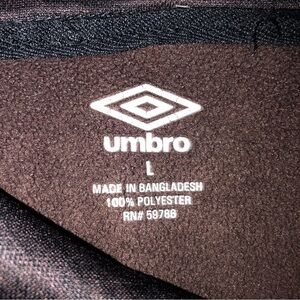 umbro
L
MADE IN BANGLADESH
100% POLYESTER
RN# 59788